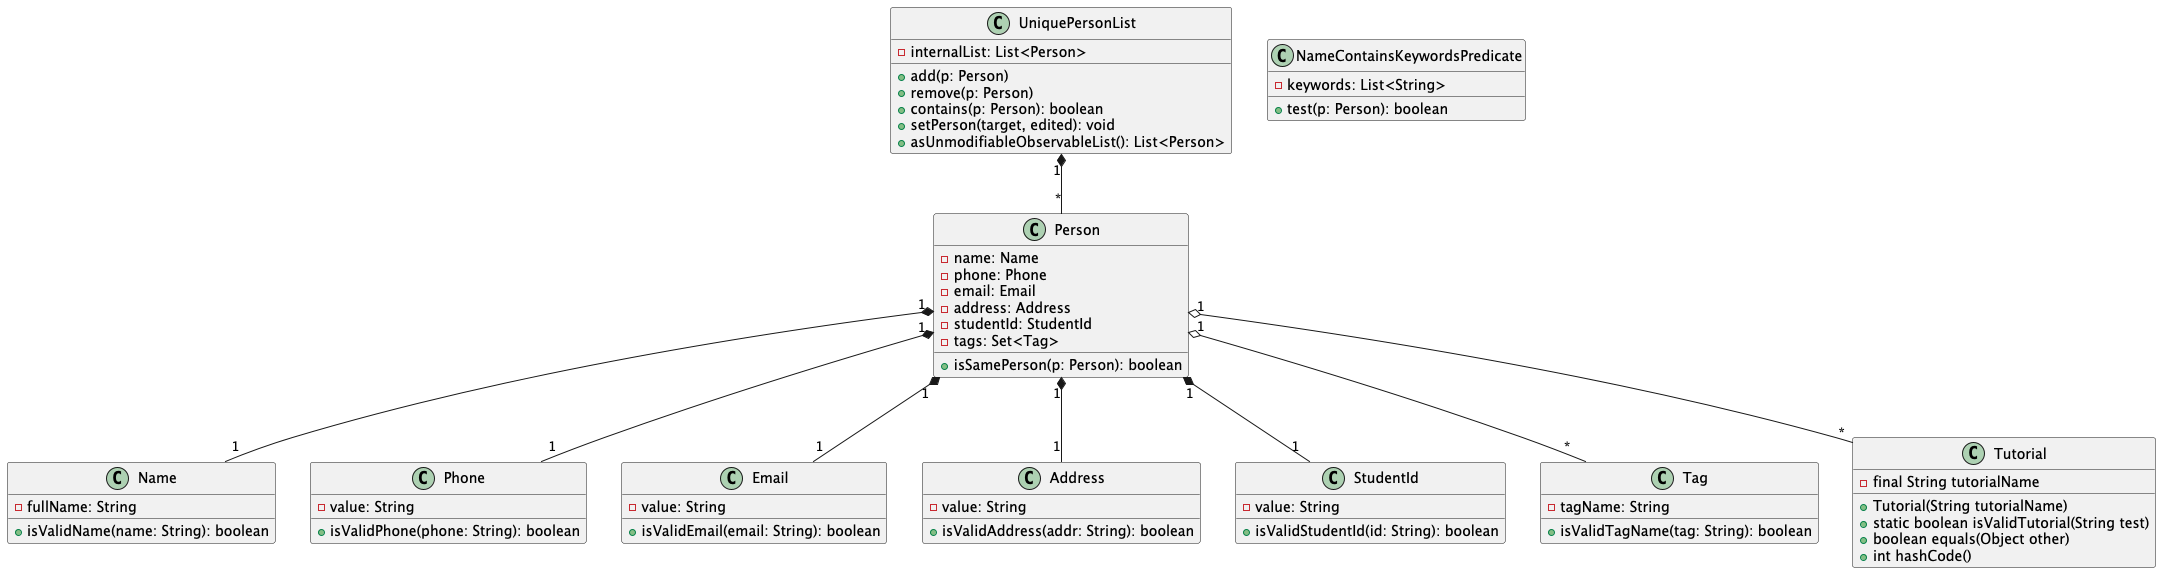 C UniquePersonList
internalList: List<Person>
add(p: Person)
remove(p: Person)
contains(p: Person): boolean
setPerson(target, edited): void
asUnmodifiableObservableList(): List<Person>
C NameContainsKeywordsPredicate
keywords: List<String>
test(p: Person): boolean
1
*
C Person
name: Name
phone: Phone
email: Email
address: Address
studentId: StudentId
tags: Set<Tag>
isSamePerson(p: Person): boolean
1
1
1
1
1
1
1
1
1
1
1
1
*
*
C Name
fullName: String
isValidName(name: String): boolean
C Phone
value: String
isValidPhone(phone: String): boolean
C Email
value: String
isValidEmail(email: String): boolean
C Address
value: String
isValidAddress(addr: String): boolean
C StudentId
value: String
isValidStudentId(id: String): boolean
C Tag
tagName: String
isValidTagName(tag: String): boolean
C Tutorial
final String tutorialName
Tutorial(String tutorialName)
static boolean isValidTutorial(String test)
boolean equals(Object other)
int hashCode()